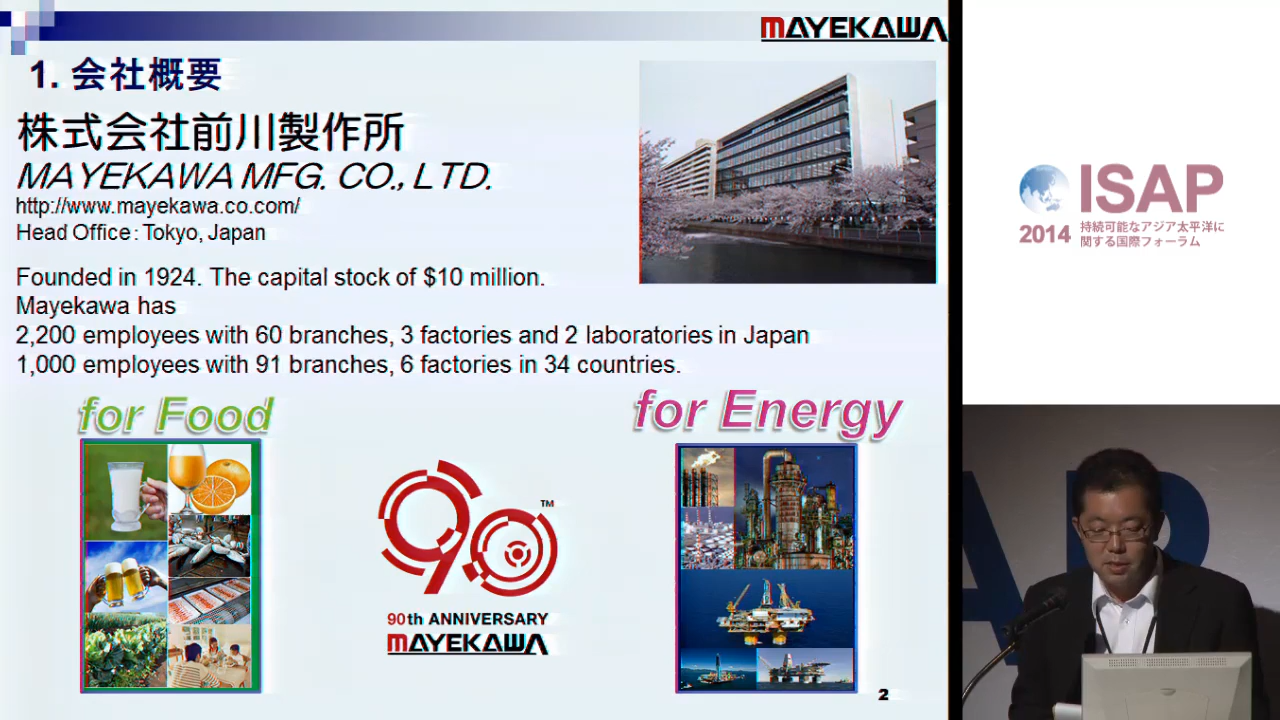 MAYEKAWA
1. 会社概要
株式会社前川製作所
MAYEKAWA MFG. CO., LTD.
http://www.mayekawa.co.com/
Head Office : Tokyo, Japan
Founded in 1924. The capital stock of $10 million.
Mayekawa has
2,200 employees with 60 branches, 3 factories and 2 laboratories in Japan
1,000 employees with 91 branches, 6 factories in 34 countries.
for Food
for Energy
90 TM
90th ANNIVERSARY
MAYEKAWA
2
ISAP
2014 持続可能なアジア太平洋に
関する国際フォーラム
AP